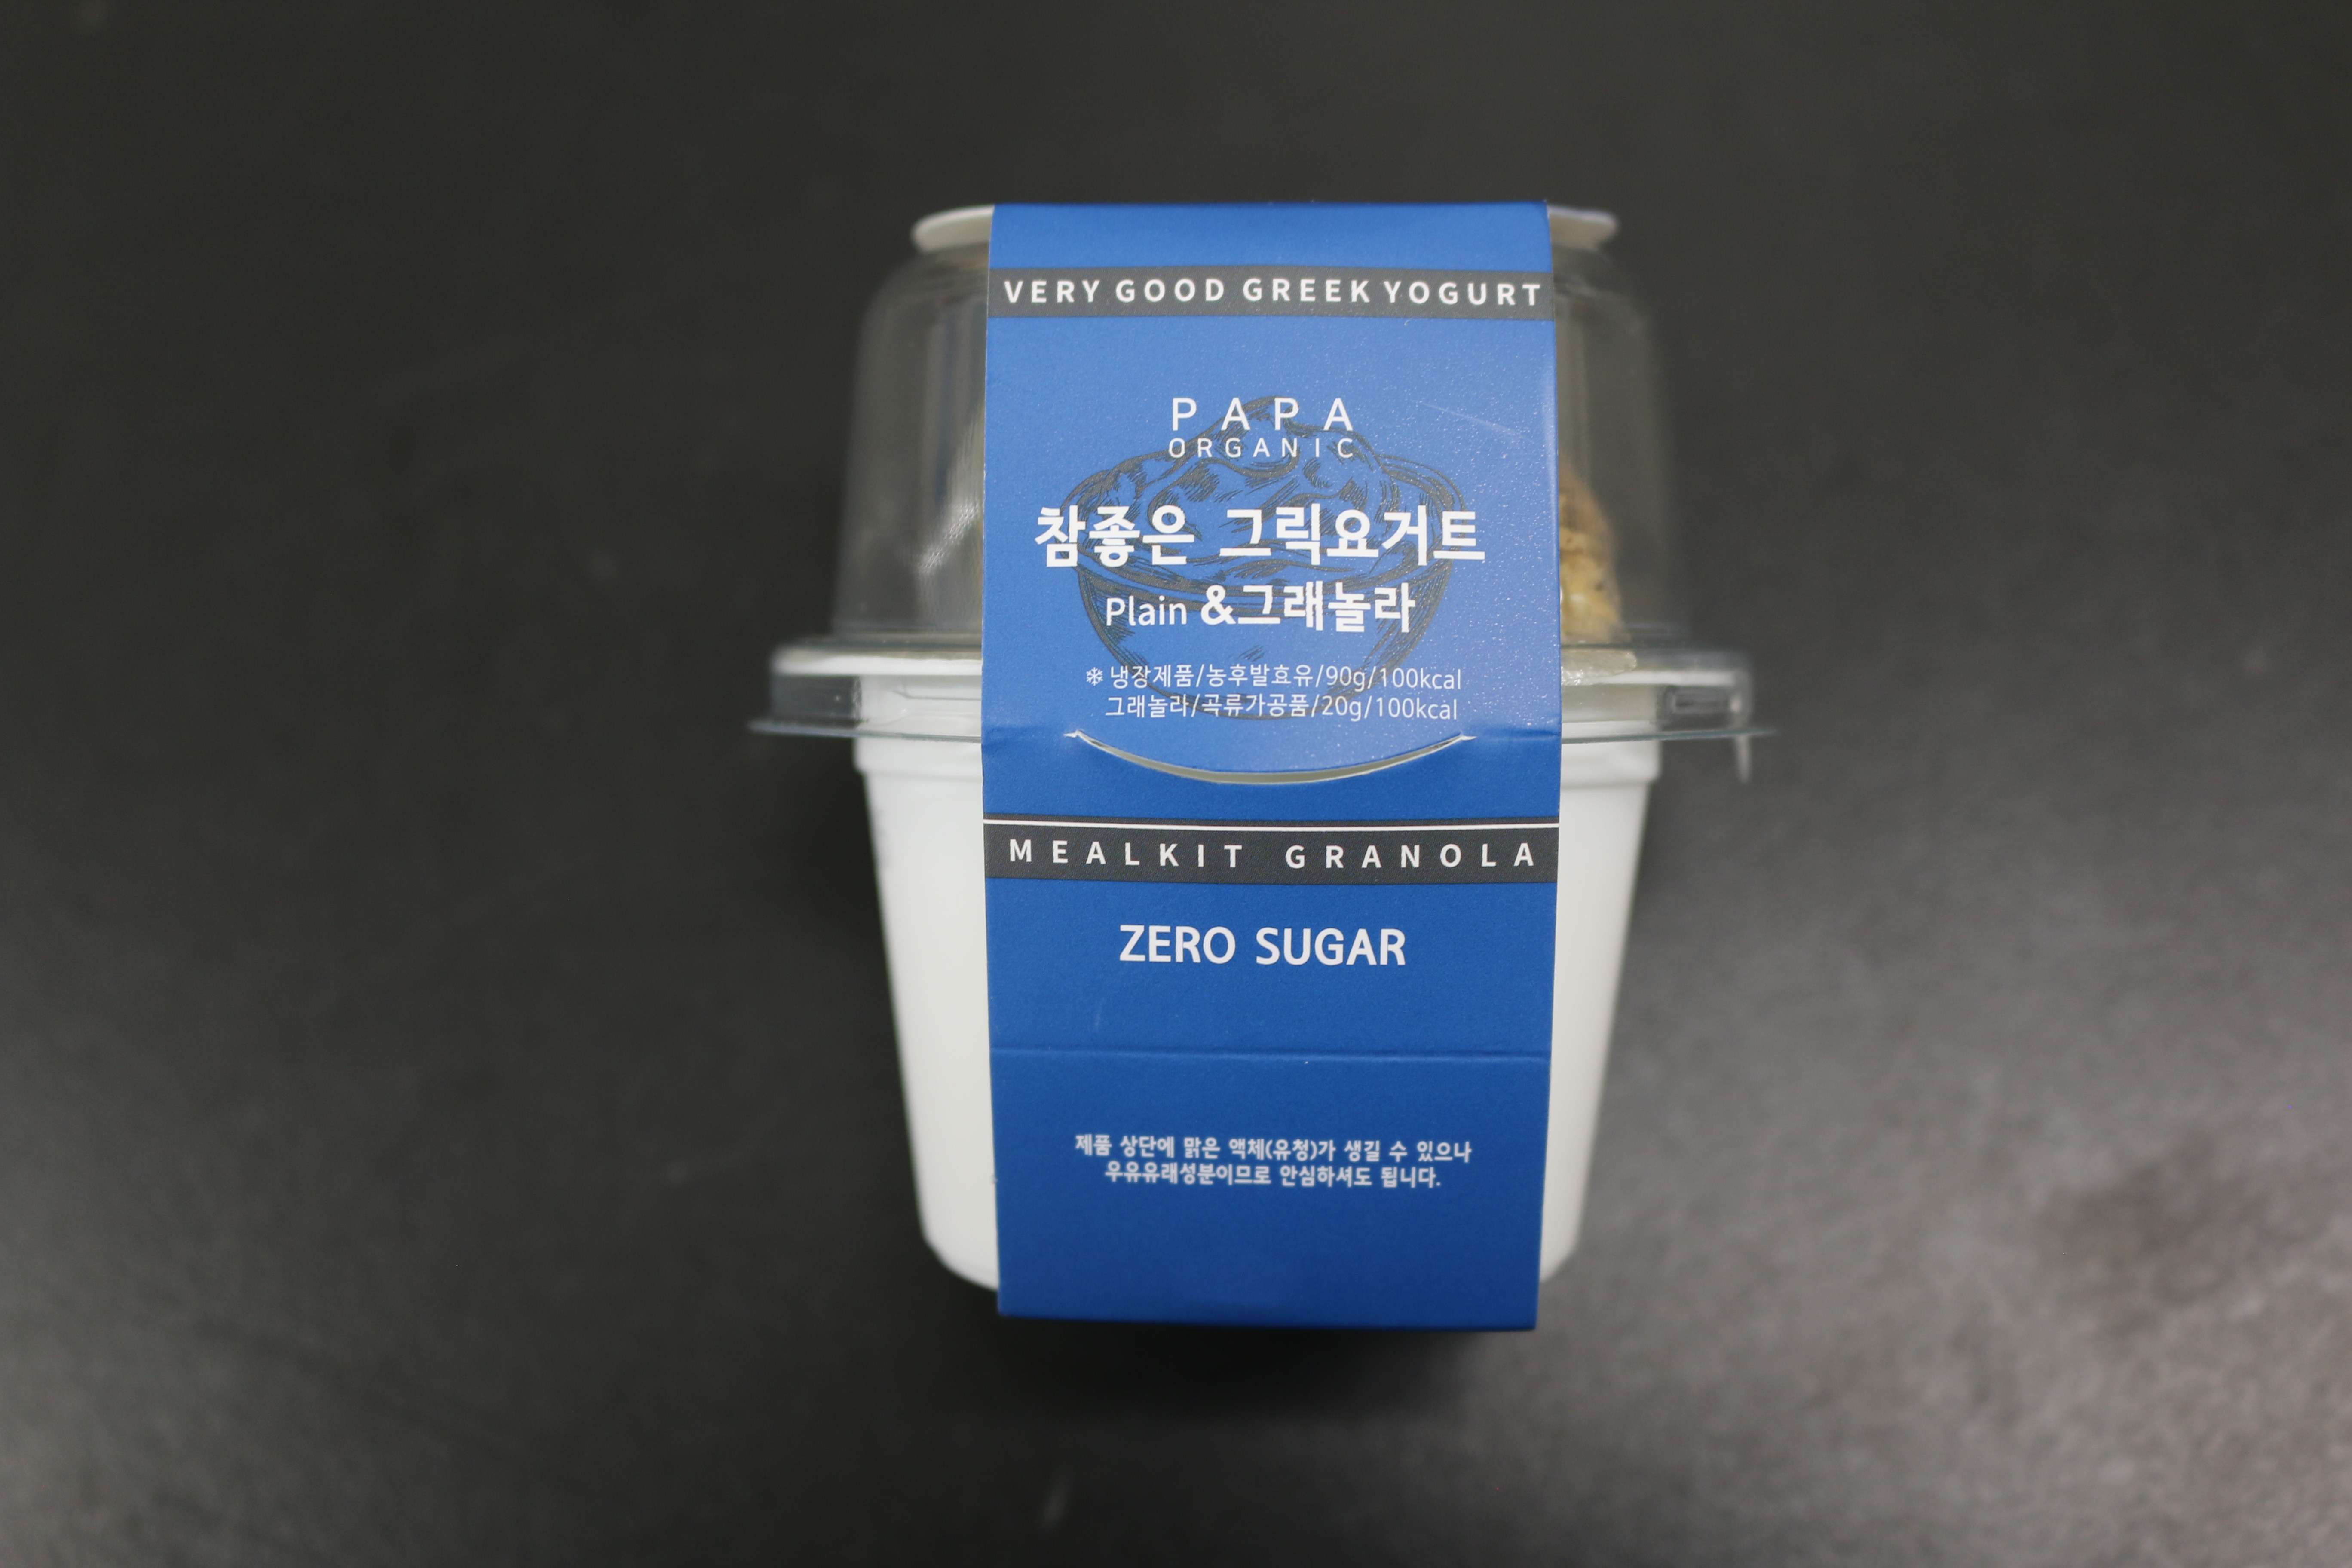 VERY GOOD GREEK YOGURT
PAPA
ORGANIC
참좋은 그릭요거트
Plain &그래놀라
❄ 냉장제품/농후발효유/90g/100kcal
그래놀라/곡류가공품/20g/100kcal
MEALKIT GRANOLA
ZERO SUGAR
제품 상단에 맑은 액체(유청)가 생길 수 있으나
우유유래성분이므로 안심하셔도 됩니다.